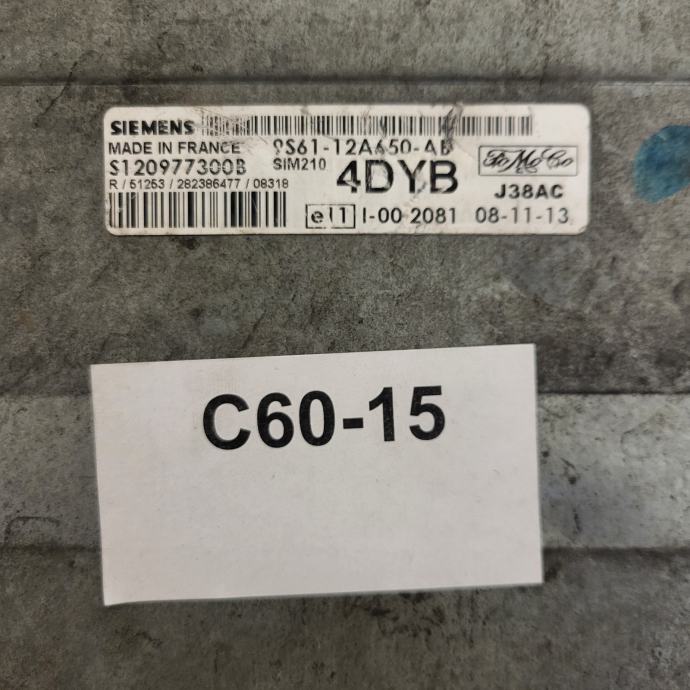 SIEMENS
MADE IN FRANCE 9S61-12A650-AB
S120977300B SIM210 4DYB FoMoCo
R / 51253 / 282386477 / 08318 J38AC
e11 I-00 2081 08-11-13
C60-15